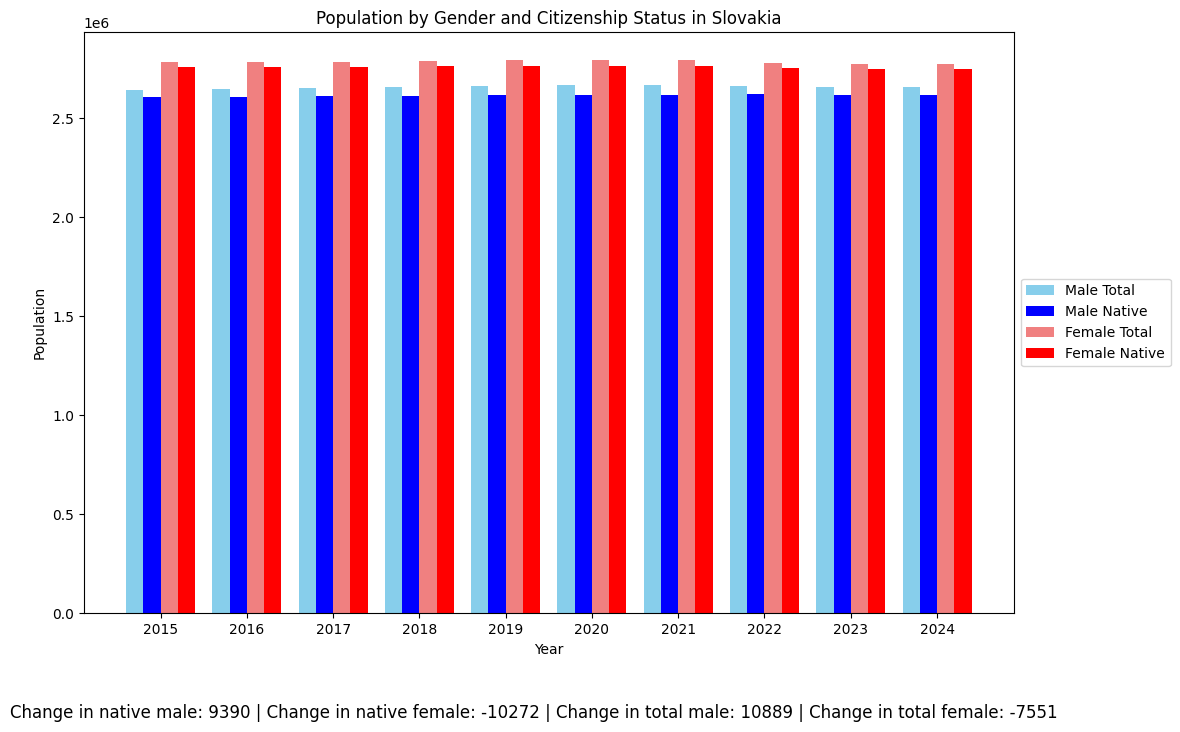 Population by Gender and Citizenship Status in Slovakia
1e6
2.5
2.0
1.5
1.0
0.5
0.0
Population
2015 2016 2017 2018 2019 2020 2021 2022 2023 2024
Year
Male Total
Male Native
Female Total
Female Native
Change in native male: 9390 | Change in native female: -10272 | Change in total male: 10889 | Change in total female: -7551